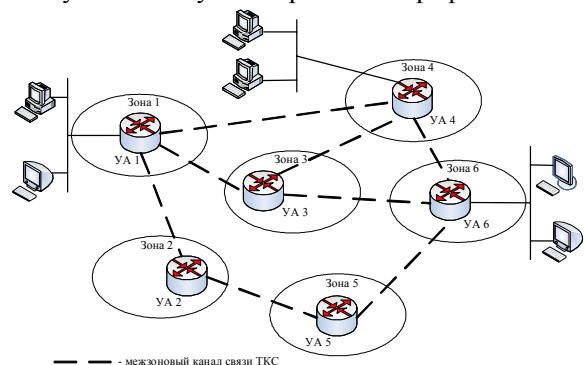 Зона 4
Зона 1
УА 4
УА 1
Зона 3
Зона 6
УА 3
УА 6
Зона 2
Зона 5
УА 2
УА 5
- межзоновый канал связи ТКС